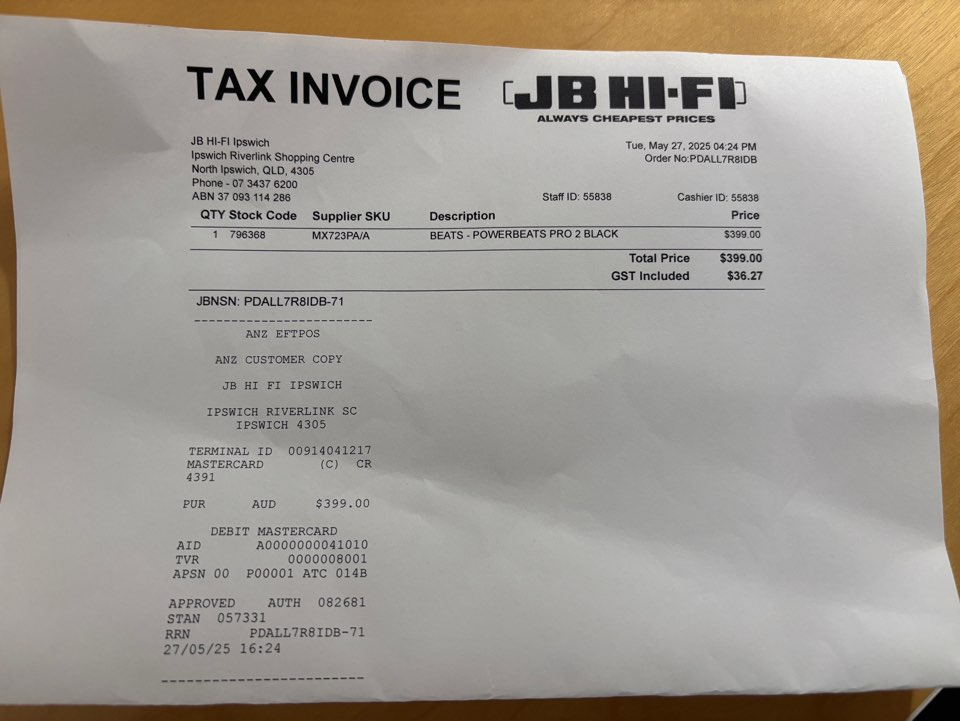 TAX INVOICE
JB HI-FI
ALWAYS CHEAPEST PRICES
JB HI-FI Ipswich
Ipswich Riverlink Shopping Centre
North Ipswich, QLD, 4305
Phone - 07 3437 6200
ABN 37 093 114 286
Tue, May 27, 2025 04:24 PM
Order No:PDALL7R8IDB
Staff ID: 55838 Cashier ID: 55838
QTY Stock Code Supplier SKU Description Price
1 796368 MX723PA/A BEATS - POWERBEATS PRO 2 BLACK $399.00
Total Price $399.00
GST Included $36.27
JBNSN: PDALL7R8IDB-71
------------------------
ANZ EFTPOS
ANZ CUSTOMER COPY
JB HI FI IPSWICH
IPSWICH RIVERLINK SC
IPSWICH 4305
TERMINAL ID 00914041217
MASTERCARD (C) CR
4391
PUR AUD $399.00
DEBIT MASTERCARD
AID A0000000041010
TVR 0000008001
APSN 00 P00001 ATC 014B
APPROVED AUTH 082681
STAN 057331
RRN PDALL7R8IDB-71
27/05/25 16:24
------------------------